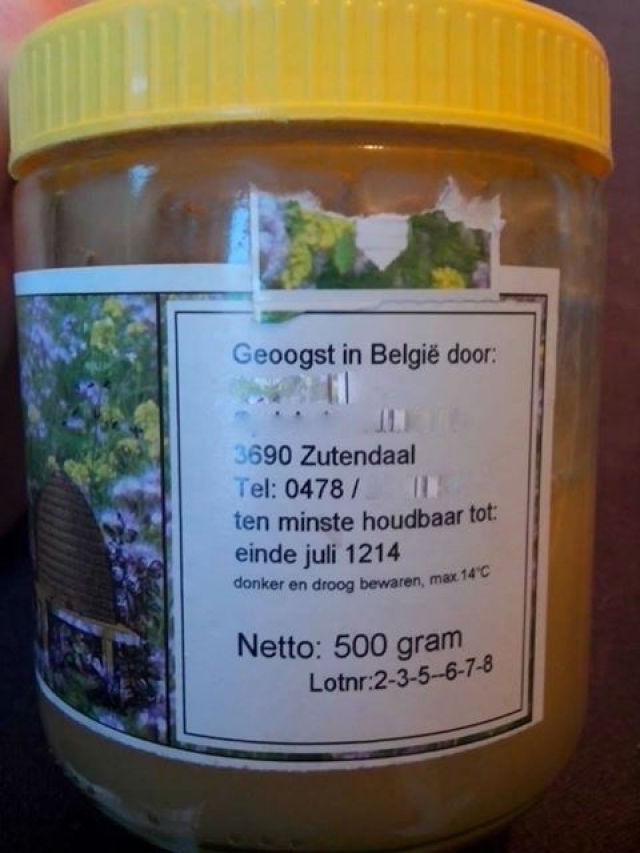 Geoogst in België door:
3690 Zutendaal
Tel: 0478 /
ten minste houdbaar tot:
einde juli 1214
donker en droog bewaren, max.14°C
Netto: 500 gram
Lotnr:2-3-5--6-7-8